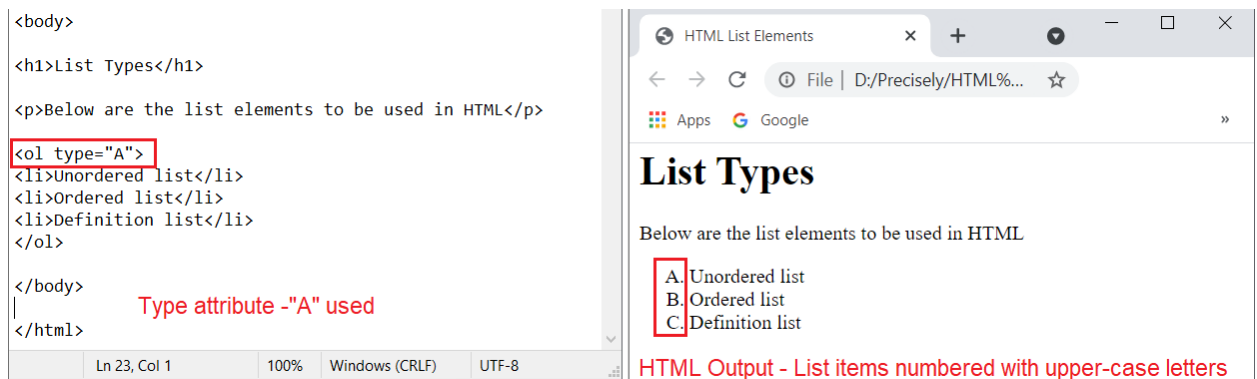 <body>
<h1>List Types</h1>
<p>Below are the list elements to be used in HTML</p>
<ol type="A">
<li>Unordered list</li>
<li>Ordered list</li>
<li>Definition list</li>
</ol>
</body>
Type attribute -"A" used
</html>
Ln 23, Col 1 100% Windows (CRLF) UTF-8
HTML List Elements
File | D:/Precisely/HTML%...
Apps G Google
List Types
Below are the list elements to be used in HTML
A. Unordered list
B. Ordered list
C. Definition list
HTML Output - List items numbered with upper-case letters